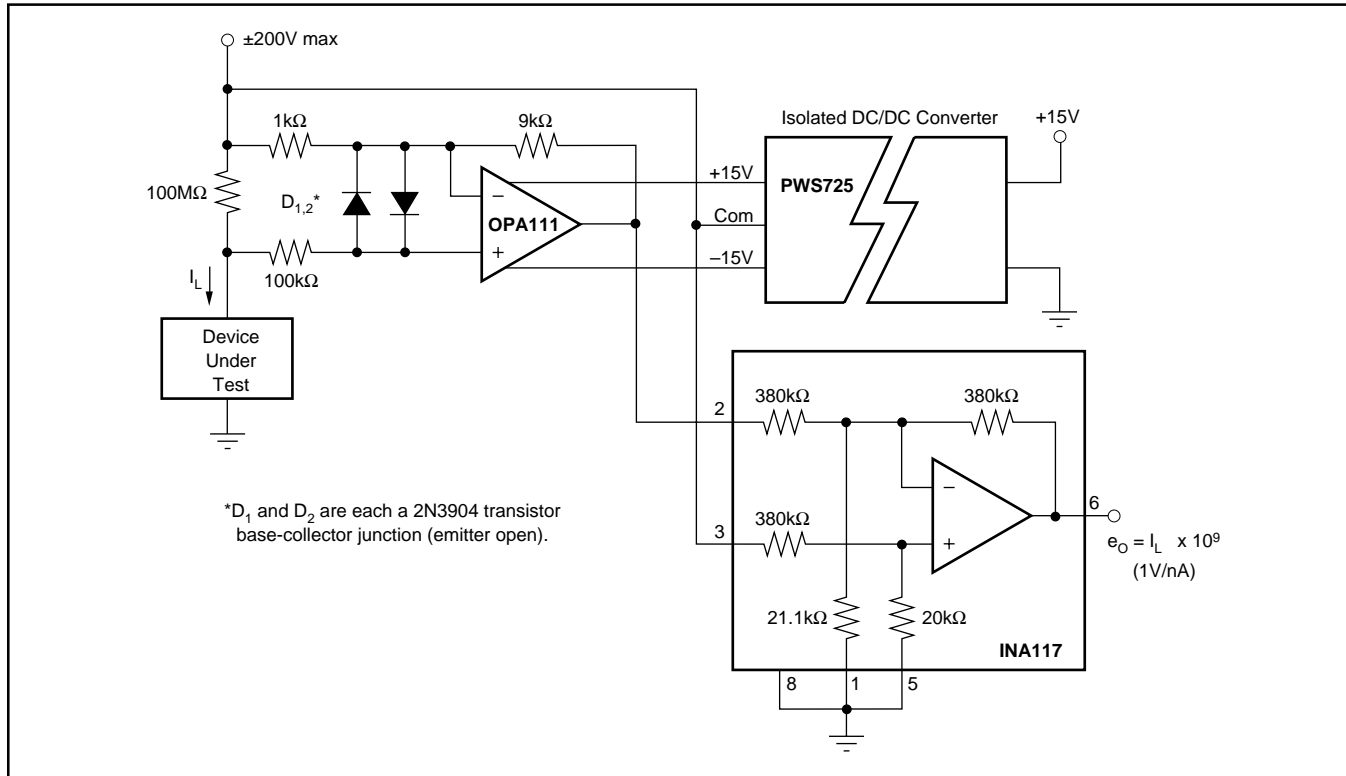 ±200V max
Isolated DC/DC Converter
+15V
1kΩ
9kΩ
100MΩ
D1,2*
+15V
PWS725
–
OPA111
Com
+
–15V
100kΩ
IL
Device
Under
Test
380kΩ
380kΩ
2
–
6
*D1 and D2 are each a 2N3904 transistor
base-collector junction (emitter open).
380kΩ
3
+
eO = IL x 10⁹
(1V/nA)
21.1kΩ
20kΩ
INA117
8
1
5